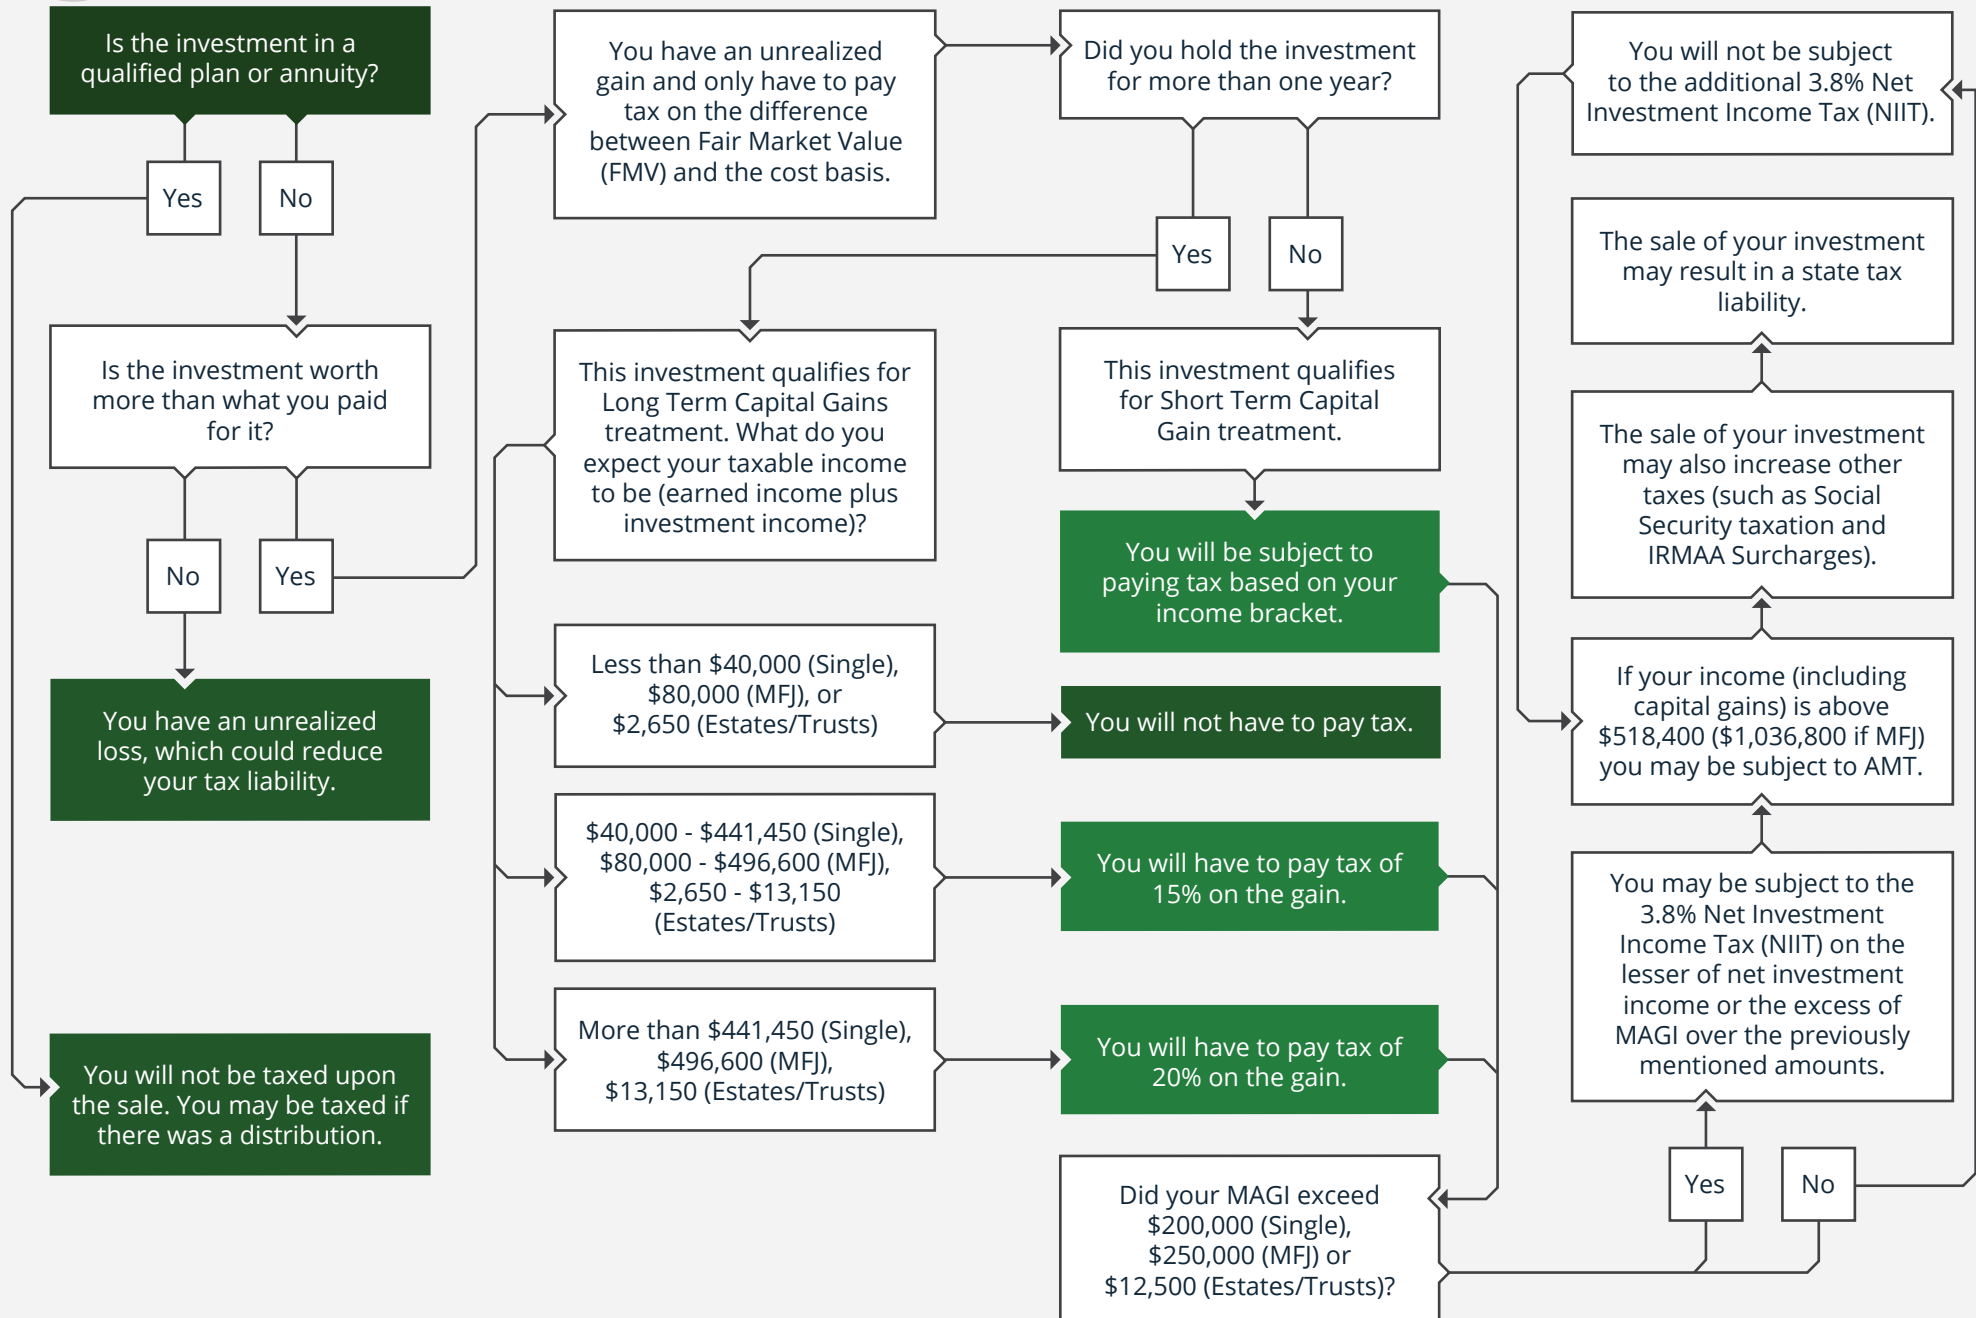 Is the investment in a
qualified plan or annuity?
Yes
No
Is the investment worth
more than what you paid
for it?
No
Yes
You have an unrealized
loss, which could reduce
your tax liability.
You will not be taxed upon
the sale. You may be taxed if
there was a distribution.
You have an unrealized
gain and only have to pay
tax on the difference
between Fair Market Value
(FMV) and the cost basis.
Did you hold the investment
for more than one year?
Yes
No
This investment qualifies for
Long Term Capital Gains
treatment. What do you
expect your taxable income
to be (earned income plus
investment income)?
This investment qualifies
for Short Term Capital
Gain treatment.
You will be subject to
paying tax based on your
income bracket.
Less than $40,000 (Single),
$80,000 (MFJ), or
$2,650 (Estates/Trusts)
You will not have to pay tax.
$40,000 - $441,450 (Single),
$80,000 - $496,600 (MFJ),
$2,650 - $13,150
(Estates/Trusts)
You will have to pay tax of
15% on the gain.
More than $441,450 (Single),
$496,600 (MFJ),
$13,150 (Estates/Trusts)
You will have to pay tax of
20% on the gain.
Did your MAGI exceed
$200,000 (Single),
$250,000 (MFJ) or
$12,500 (Estates/Trusts)?
Yes
No
You will not be subject
to the additional 3.8% Net
Investment Income Tax (NIIT).
The sale of your investment
may result in a state tax
liability.
The sale of your investment
may also increase other
taxes (such as Social
Security taxation and
IRMAA Surcharges).
If your income (including
capital gains) is above
$518,400 ($1,036,800 if MFJ)
you may be subject to AMT.
You may be subject to the
3.8% Net Investment
Income Tax (NIIT) on the
lesser of net investment
income or the excess of
MAGI over the previously
mentioned amounts.